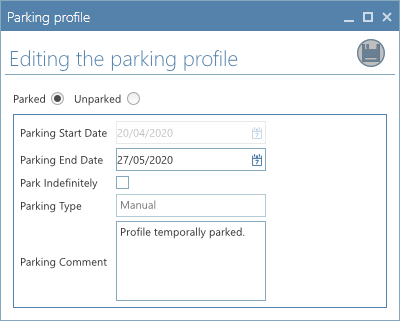 Parking profile
Editing the parking profile
Parked Unparked
Parking Start Date 20/04/2020
Parking End Date 27/05/2020
Park Indefinitely
Parking Type Manual
Profile temporally parked.
Parking Comment